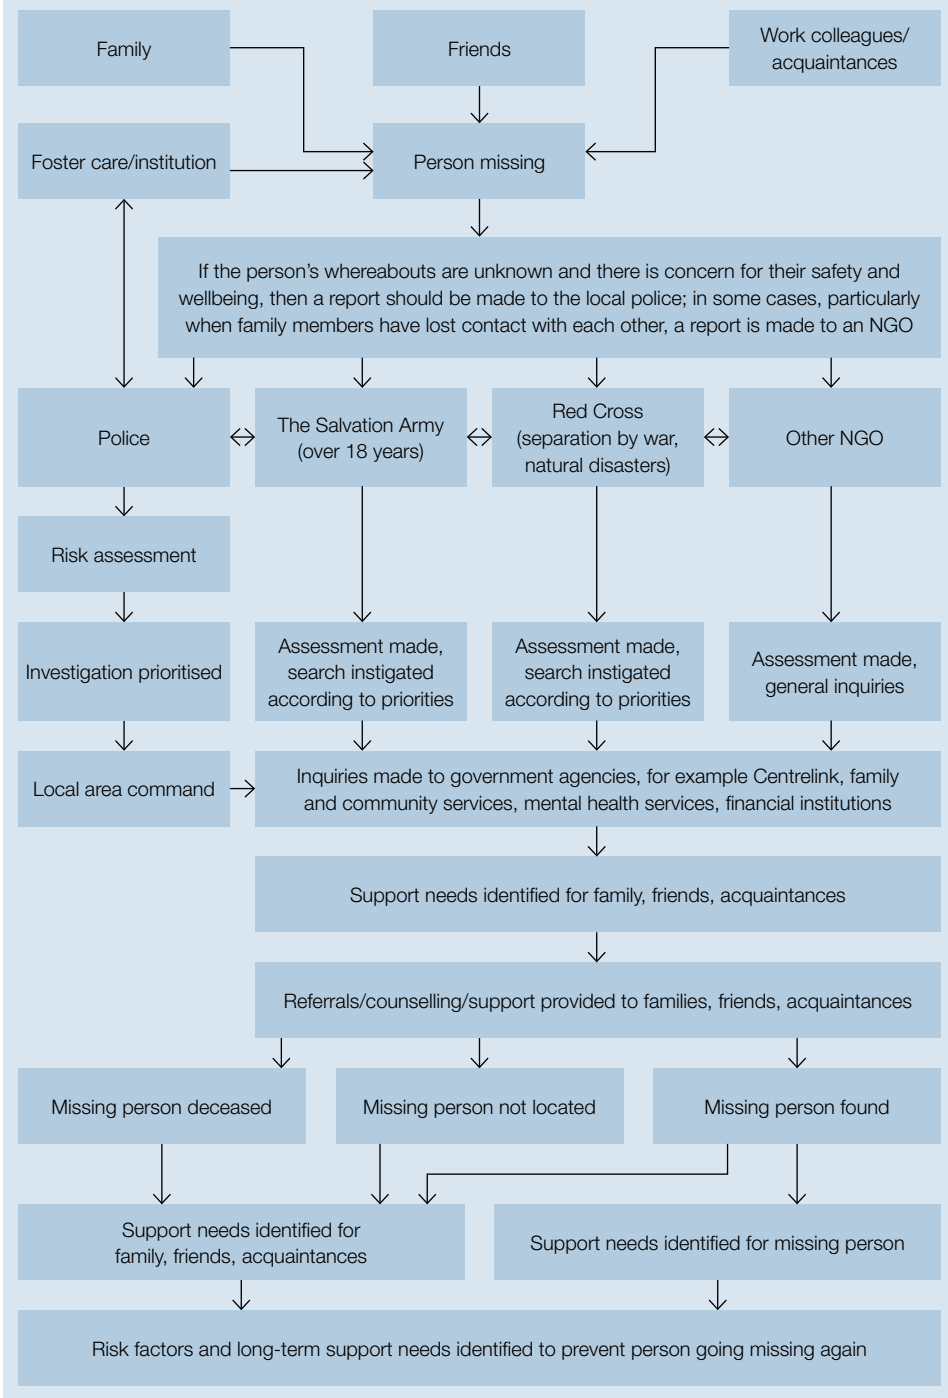 Family
Friends
Work colleagues/
acquaintances
Foster care/institution
Person missing
If the person’s whereabouts are unknown and there is concern for their safety and
wellbeing, then a report should be made to the local police; in some cases, particularly
when family members have lost contact with each other, a report is made to an NGO
Police
The Salvation Army
(over 18 years)
Red Cross
(separation by war,
natural disasters)
Other NGO
Risk assessment
Investigation prioritised
Assessment made,
search instigated
according to priorities
Assessment made,
search instigated
according to priorities
Assessment made,
general inquiries
Local area command
Inquiries made to government agencies, for example Centrelink, family
and community services, mental health services, financial institutions
Support needs identified for family, friends, acquaintances
Referrals/counselling/support provided to families, friends, acquaintances
Missing person deceased
Missing person not located
Missing person found
Support needs identified for
family, friends, acquaintances
Support needs identified for missing person
Risk factors and long-term support needs identified to prevent person going missing again